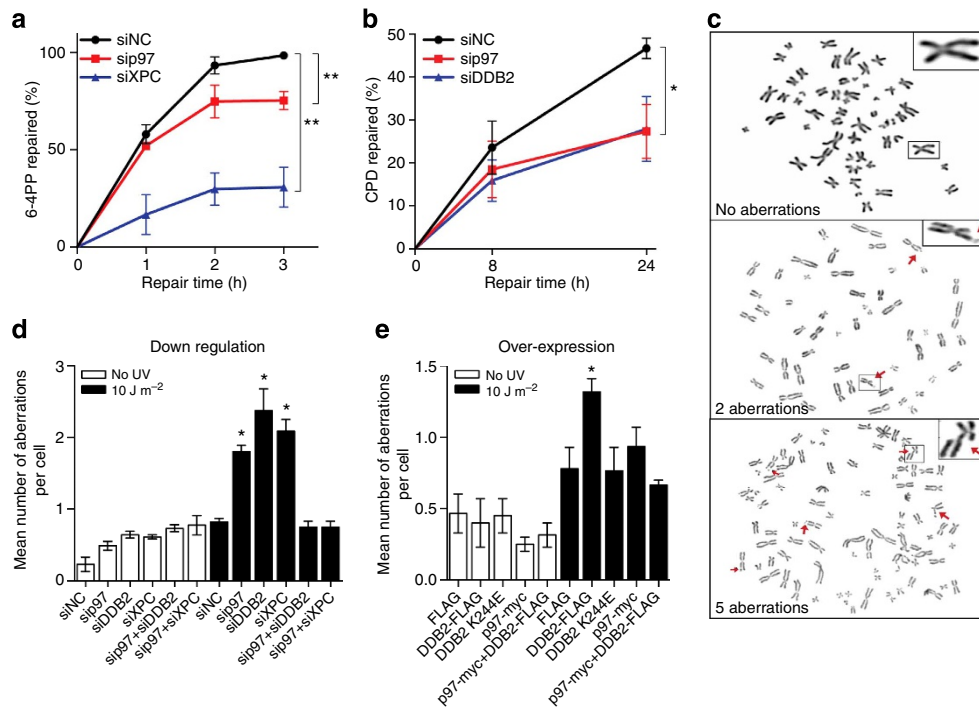 a
siNC
sip97
siXPC
6-4PP repaired (%)
100
50
0
**
**
0 1 2 3
Repair time (h)
b
siNC
sip97
siDDB2
CPD repaired (%)
50
40
30
20
10
0
*
0 8 24
Repair time (h)
c
No aberrations
2 aberrations
5 aberrations
d
Down regulation
No UV
10 J m⁻²
Mean number of aberrations
per cell
3
2
1
0
* * *
siNC
sip97
siDDB2
siXPC
sip97+siDDB2
sip97+siXPC
siNC
sip97
siDDB2
siXPC
sip97+siDDB2
sip97+siXPC
e
Over-expression
No UV
10 J m⁻²
Mean number of aberrations
per cell
1.5
1.0
0.5
0.0
*
FLAG
DDB2-FLAG
DDB2 K244E
p97-myc
p97-myc+DDB2-FLAG
FLAG
DDB2-FLAG
DDB2 K244E
p97-myc
p97-myc+DDB2-FLAG